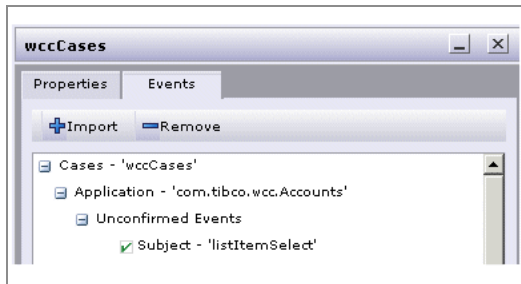 wccCases
Properties Events
Import Remove
Cases - 'wccCases'
Application - 'com.tibco.wcc.Accounts'
Unconfirmed Events
Subject - 'listItemSelect'